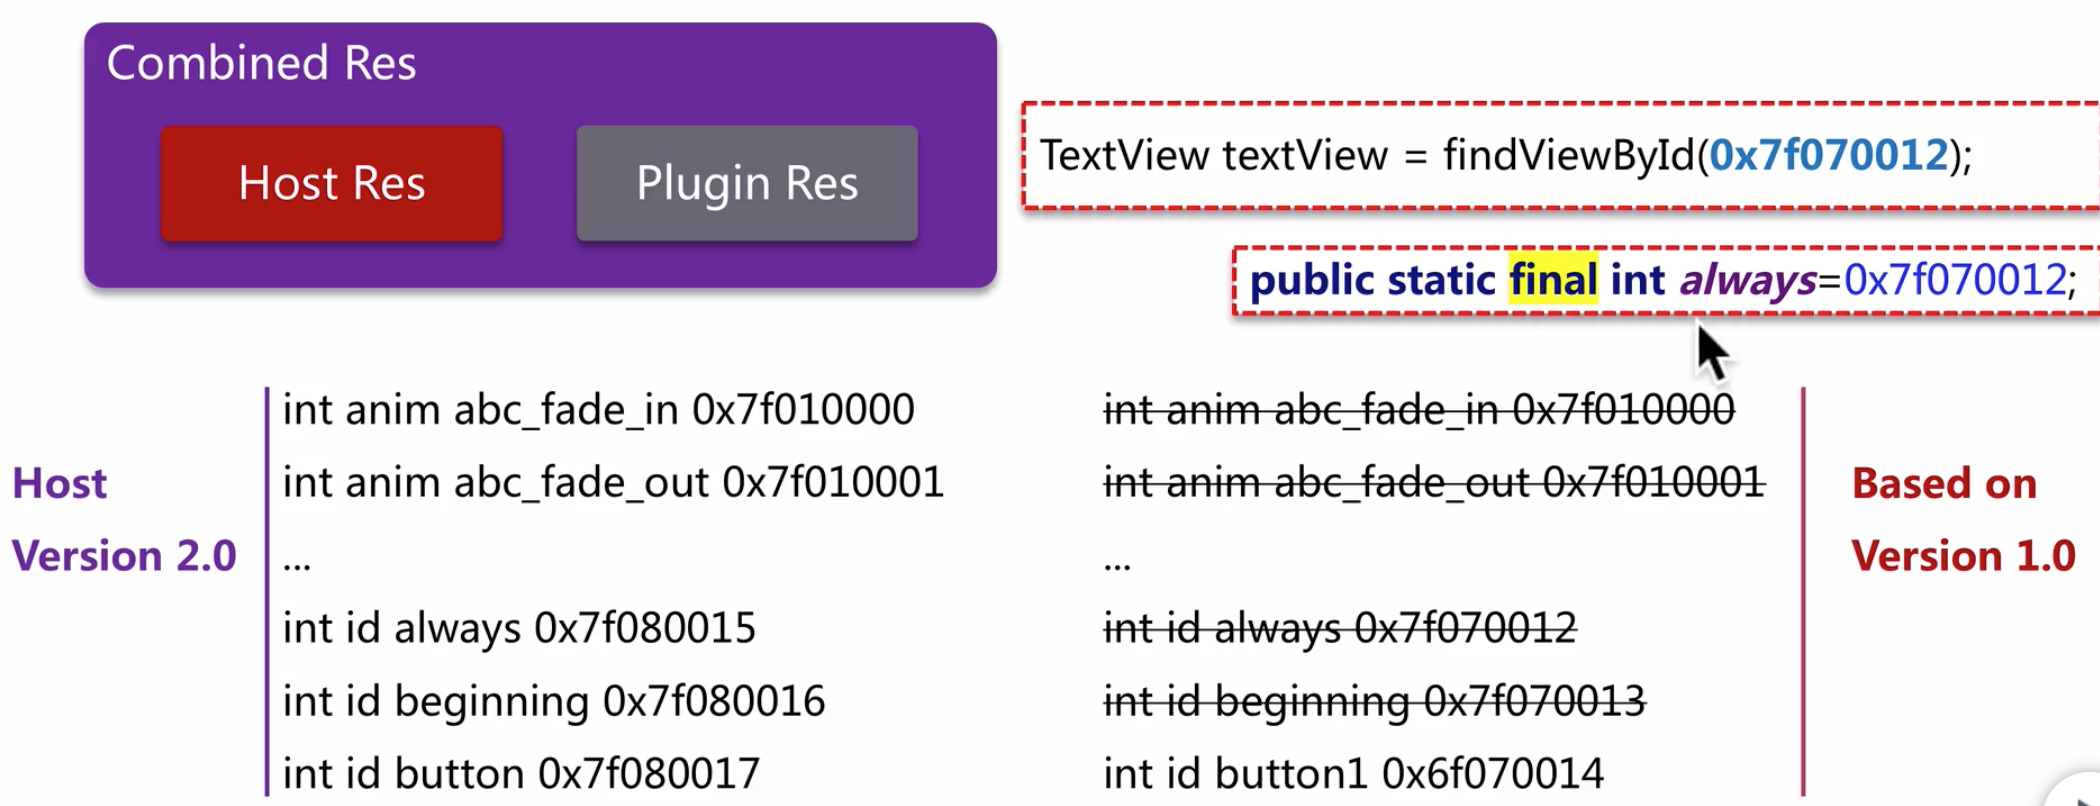 Combined Res
Host Res
Plugin Res
TextView textView = findViewById(0x7f070012);
public static final int always=0x7f070012;
Host
Version 2.0
int anim abc_fade_in 0x7f010000
int anim abc_fade_out 0x7f010001
...
int id always 0x7f080015
int id beginning 0x7f080016
int id button 0x7f080017
int anim abc_fade_in 0x7f010000
int anim abc_fade_out 0x7f010001
...
int id always 0x7f070012
int id beginning 0x7f070013
int id button1 0x6f070014
Based on
Version 1.0